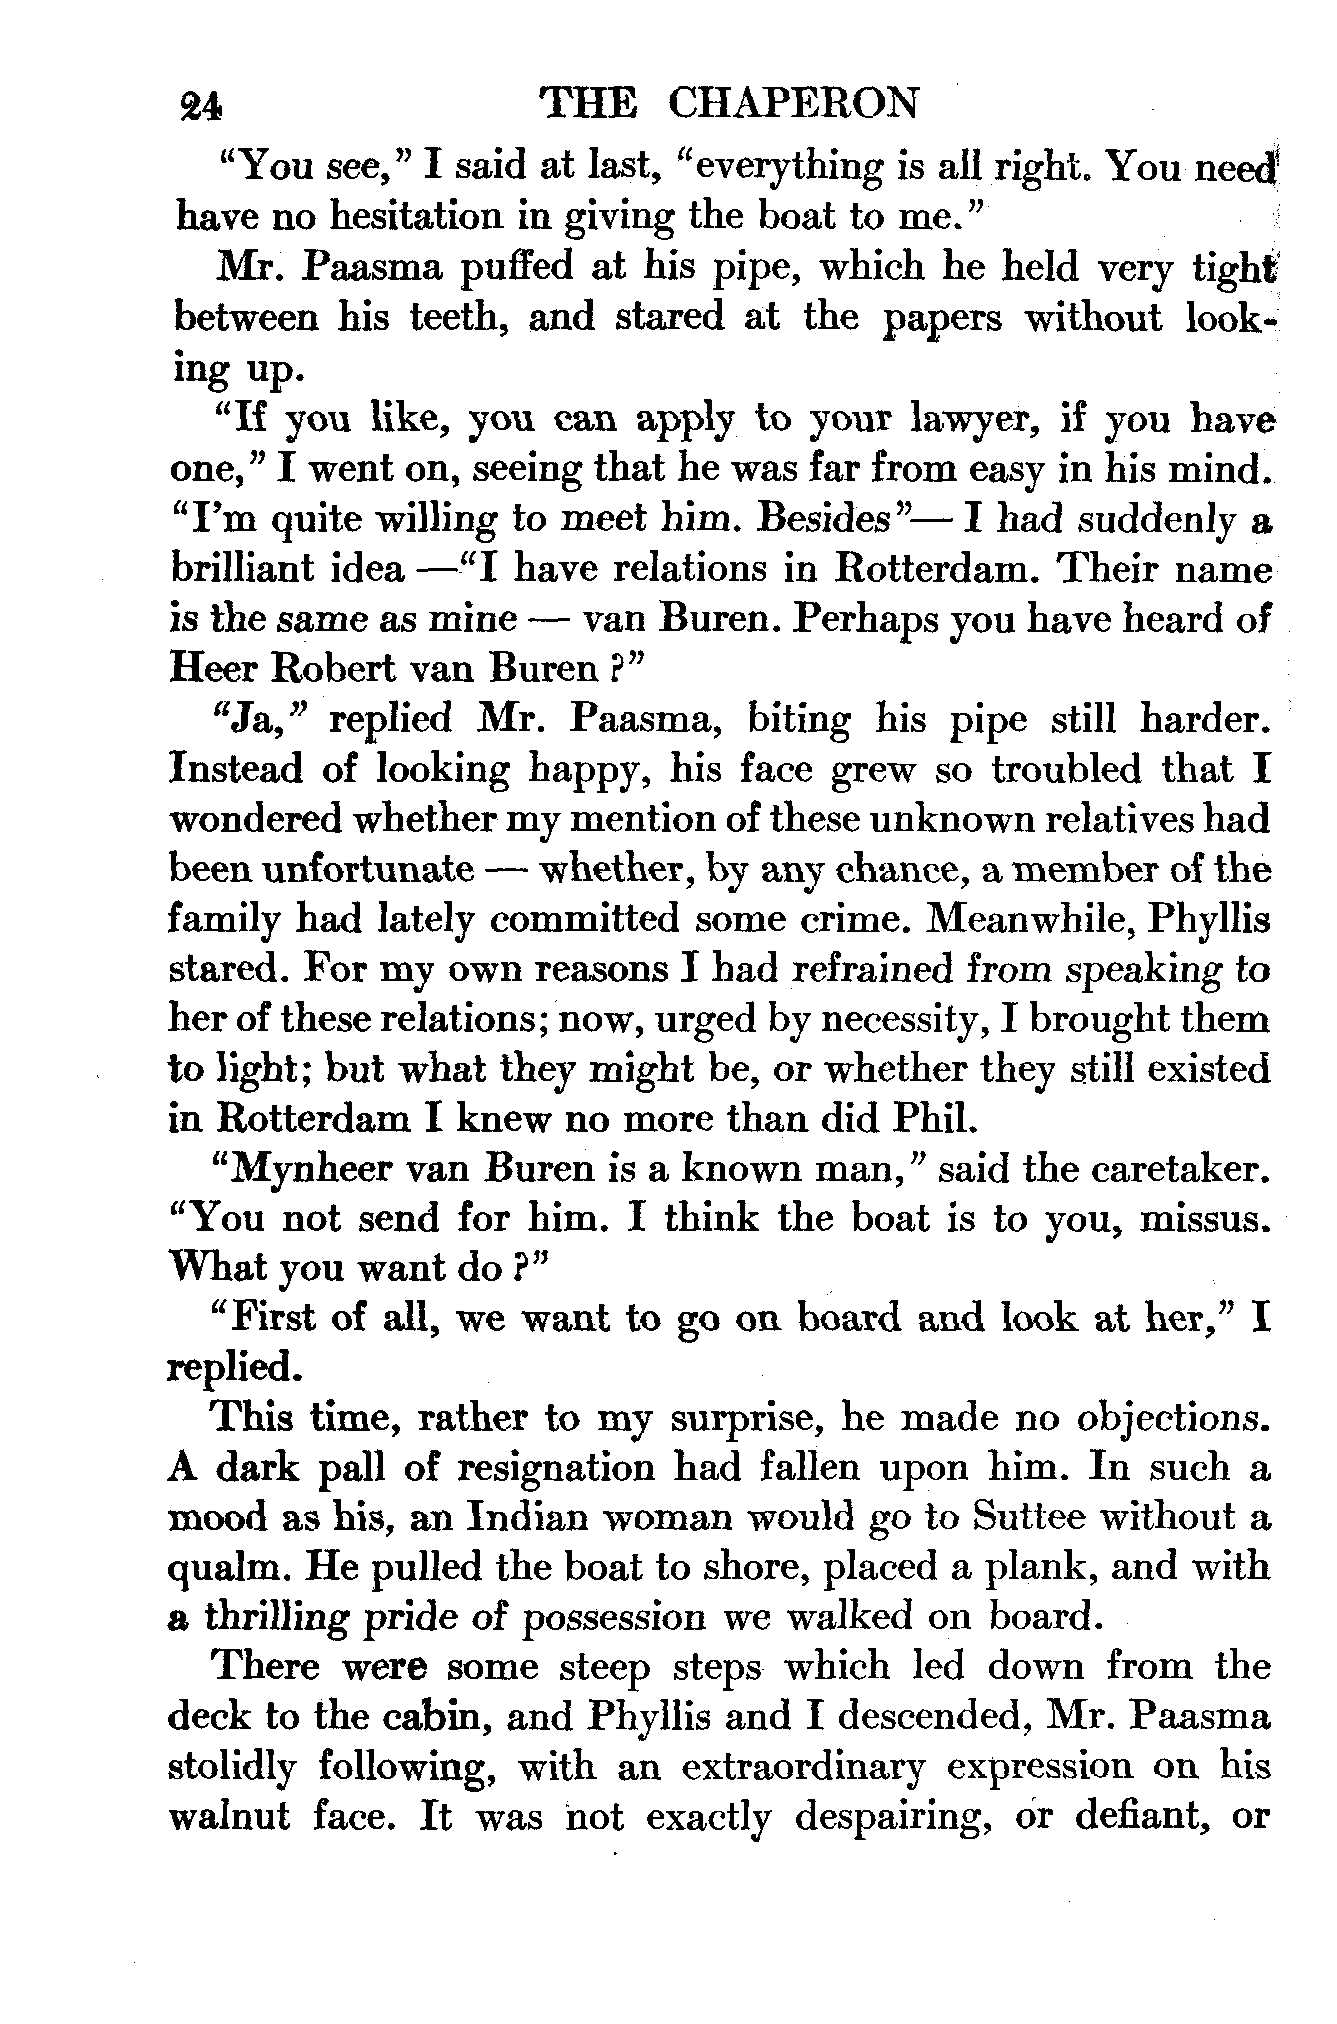 24 THE CHAPERON
“You see,” I said at last, “everything is all right. You need
have no hesitation in giving the boat to me.”
Mr. Paasma puffed at his pipe, which he held very tight
between his teeth, and stared at the papers without look-
ing up.
“If you like, you can apply to your lawyer, if you have
one,” I went on, seeing that he was far from easy in his mind.
“I’m quite willing to meet him. Besides”— I had suddenly a
brilliant idea —“I have relations in Rotterdam. Their name
is the same as mine — van Buren. Perhaps you have heard of
Heer Robert van Buren ?”
“Ja,” replied Mr. Paasma, biting his pipe still harder.
Instead of looking happy, his face grew so troubled that I
wondered whether my mention of these unknown relatives had
been unfortunate — whether, by any chance, a member of the
family had lately committed some crime. Meanwhile, Phyllis
stared. For my own reasons I had refrained from speaking to
her of these relations; now, urged by necessity, I brought them
to light; but what they might be, or whether they still existed
in Rotterdam I knew no more than did Phil.
“Mynheer van Buren is a known man,” said the caretaker.
“You not send for him. I think the boat is to you, missus.
What you want do ?”
“First of all, we want to go on board and look at her,” I
replied.
This time, rather to my surprise, he made no objections.
A dark pall of resignation had fallen upon him. In such a
mood as his, an Indian woman would go to Suttee without a
qualm. He pulled the boat to shore, placed a plank, and with
a thrilling pride of possession we walked on board.
There were some steep steps which led down from the
deck to the cabin, and Phyllis and I descended, Mr. Paasma
stolidly following, with an extraordinary expression on his
walnut face. It was not exactly despairing, or defiant, or